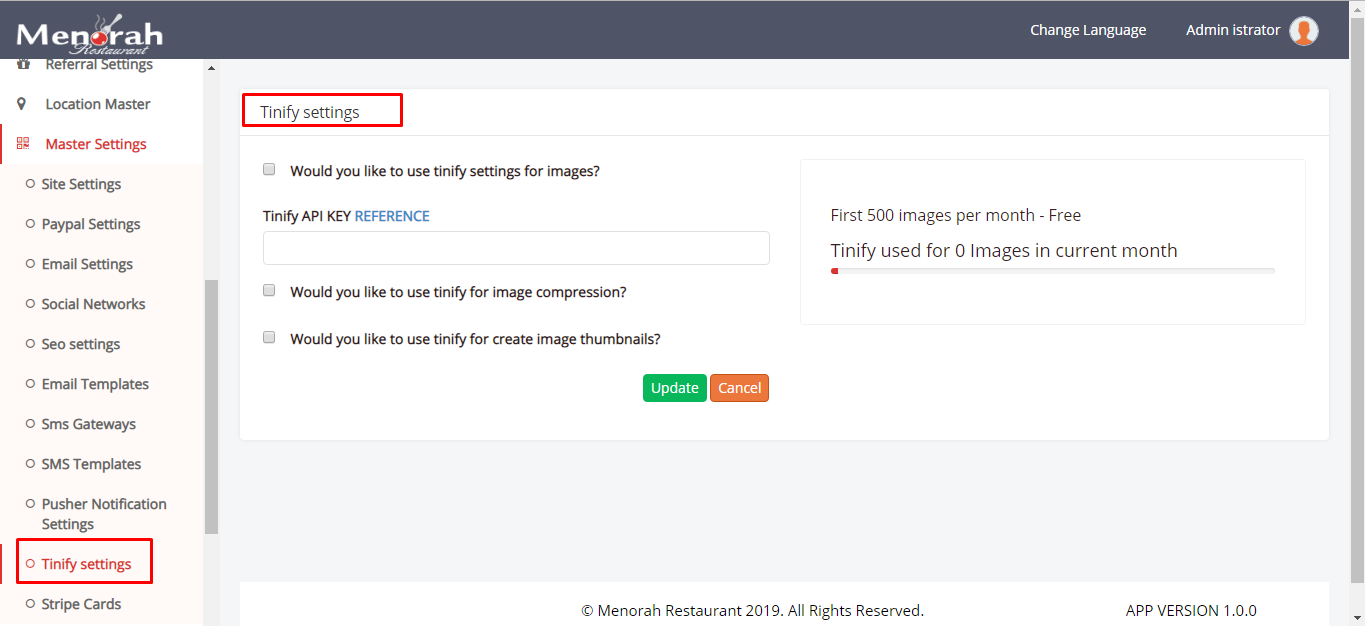 Menorah
Restaurant
Change Language
Admin istrator
Referral Settings
Location Master
Master Settings
Site Settings
Paypal Settings
Email Settings
Social Networks
Seo settings
Email Templates
Sms Gateways
SMS Templates
Pusher Notification
Settings
Tinify settings
Stripe Cards
Tinify settings
Would you like to use tinify settings for images?
Tinify API KEY REFERENCE
Would you like to use tinify for image compression?
Would you like to use tinify for create image thumbnails?
Update Cancel
First 500 images per month - Free
Tinify used for 0 Images in current month
© Menorah Restaurant 2019. All Rights Reserved.
APP VERSION 1.0.0